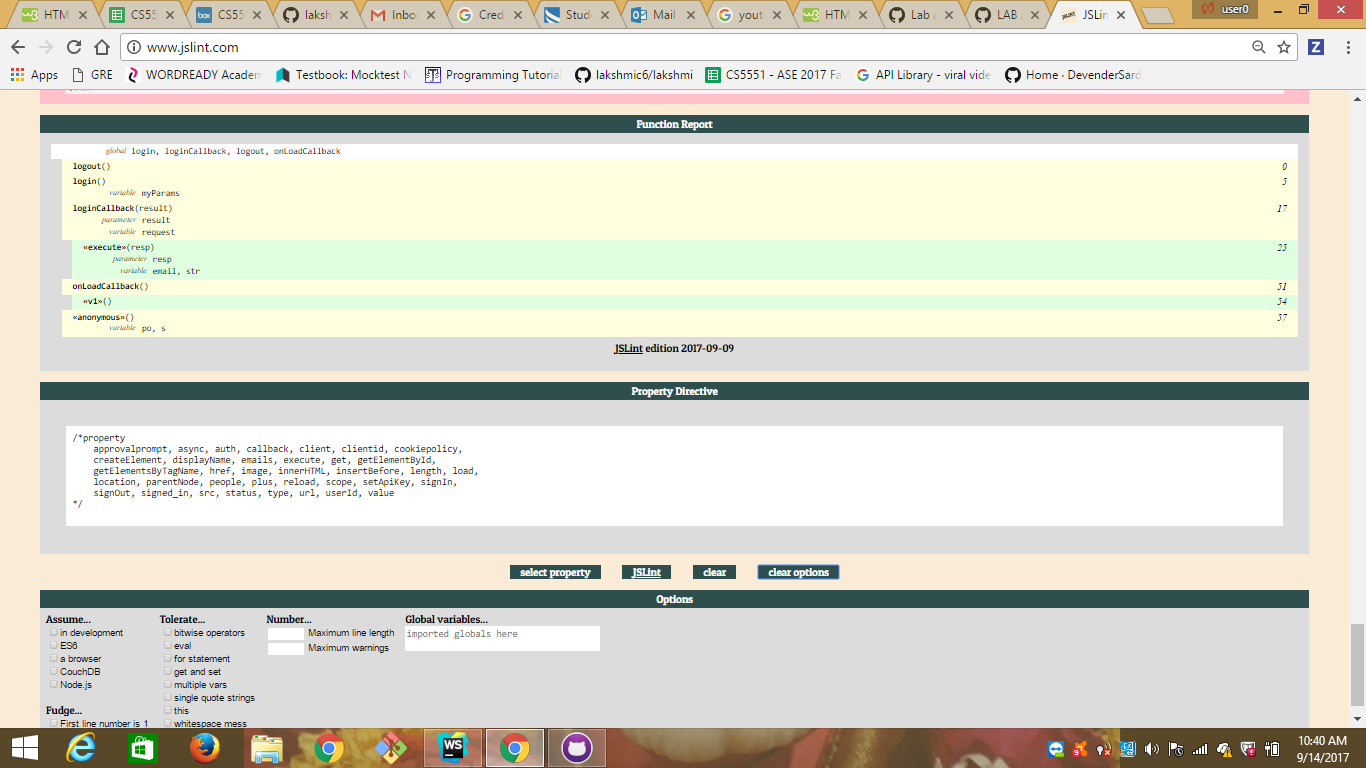 HTM
CS55
CS55
laksh
Inbo
Cred
Stud
Mail
yout
HTM
Lab a
LAB
JSLin
user0
www.jslint.com
Apps
GRE
WORDREADY Academ
Testbook: Mocktest N
Programming Tutorial
lakshmic6/lakshmi
CS5551 - ASE 2017 Fa
API Library - viral vide
Home · DevenderSard
Function Report
global login, loginCallback, logout, onLoadCallback
logout() 0
login() 5
variable myParams
loginCallback(result) 17
parameter result
variable request
«execute»(resp) 25
parameter resp
variable email, str
onLoadCallback() 51
«v1»() 54
«anonymous»() 57
variable po, s
JSLint edition 2017-09-09
Property Directive
/*property
approvalprompt, async, auth, callback, client, clientid, cookiepolicy,
createElement, displayName, emails, execute, get, getElementById,
getElementsByTagName, href, image, innerHTML, insertBefore, length, load,
location, parentNode, people, plus, reload, scope, setApiKey, signIn,
signOut, signed_in, src, status, type, url, userId, value
*/
select property JSLint clear clear options
Options
Assume...
in development
ES6
a browser
CouchDB
Node.js
Fudge...
First line number is 1
Tolerate...
bitwise operators
eval
for statement
get and set
multiple vars
single quote strings
this
whitespace mess
Number...
Maximum line length
Maximum warnings
Global variables...
imported globals here
WS
10:40 AM
9/14/2017